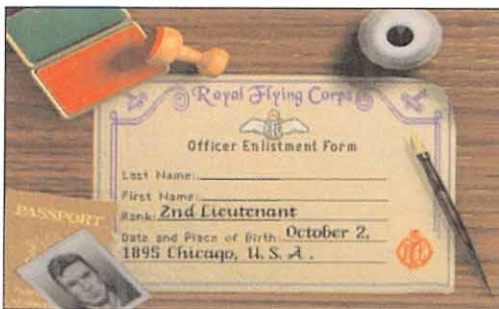 Royal Flying Corps
Officer Enlistment Form
Last Name:
First Name:
Rank: 2nd Lieutenant
Date and Place of Birth: October 2,
1895 Chicago, U. S. A.
PASSPORT